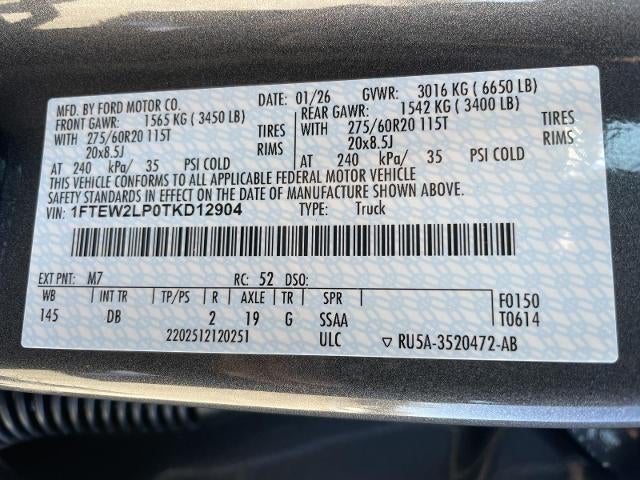 MFD. BY FORD MOTOR CO. DATE: 01/26 GVWR: 3016 KG ( 6650 LB)
FRONT GAWR: 1565 KG ( 3450 LB) REAR GAWR: 1542 KG ( 3400 LB)
WITH 275/60R20 115T TIRES WITH 275/60R20 115T TIRES
20x8.5J RIMS 20x8.5J RIMS
AT 240 kPa/ 35 PSI COLD AT 240 kPa/ 35 PSI COLD
THIS VEHICLE CONFORMS TO ALL APPLICABLE FEDERAL MOTOR VEHICLE
SAFETY STANDARDS IN EFFECT ON THE DATE OF MANUFACTURE SHOWN ABOVE.
VIN: 1FTEW2LP0TKD12904 TYPE: Truck
EXT PNT: M7 RC: 52 DSO:
WB INT TR TP/PS R AXLE TR SPR F0150
145 DB 2 19 G SSAA T0614
2202512120251 ULC ▽ RU5A-3520472-AB